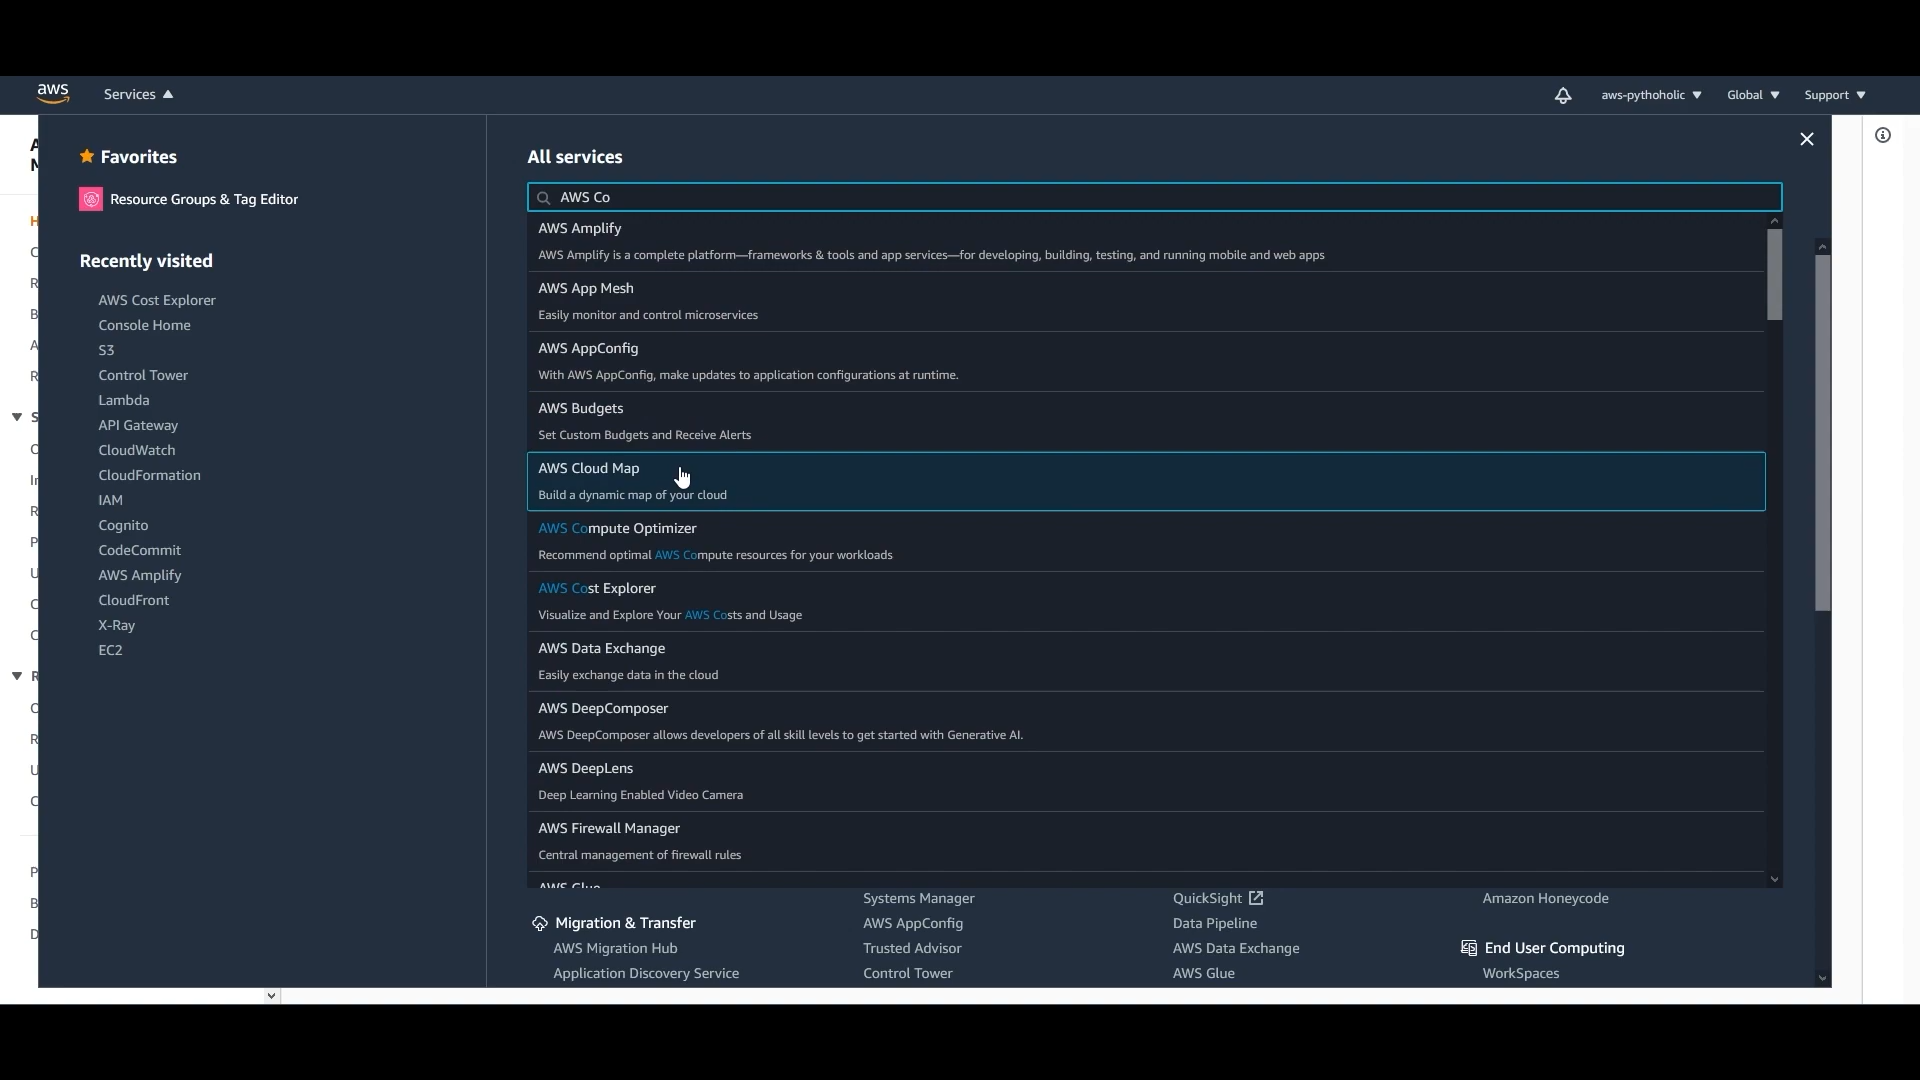 aws
Services
aws-pythoholic
Global
Support
Favorites
Resource Groups & Tag Editor
Recently visited
AWS Cost Explorer
Console Home
S3
Control Tower
Lambda
API Gateway
CloudWatch
CloudFormation
IAM
Cognito
CodeCommit
AWS Amplify
CloudFront
X-Ray
EC2
All services
AWS Co
AWS Amplify
AWS Amplify is a complete platform—frameworks & tools and app services—for developing, building, testing, and running mobile and web apps
AWS App Mesh
Easily monitor and control microservices
AWS AppConfig
With AWS AppConfig, make updates to application configurations at runtime.
AWS Budgets
Set Custom Budgets and Receive Alerts
AWS Cloud Map
Build a dynamic map of your cloud
AWS Compute Optimizer
Recommend optimal AWS Compute resources for your workloads
AWS Cost Explorer
Visualize and Explore Your AWS Costs and Usage
AWS Data Exchange
Easily exchange data in the cloud
AWS DeepComposer
AWS DeepComposer allows developers of all skill levels to get started with Generative AI.
AWS DeepLens
Deep Learning Enabled Video Camera
AWS Firewall Manager
Central management of firewall rules
AWS Glue
Migration & Transfer
AWS Migration Hub
Application Discovery Service
Systems Manager
AWS AppConfig
Trusted Advisor
Control Tower
QuickSight
Data Pipeline
AWS Data Exchange
AWS Glue
Amazon Honeycode
End User Computing
WorkSpaces